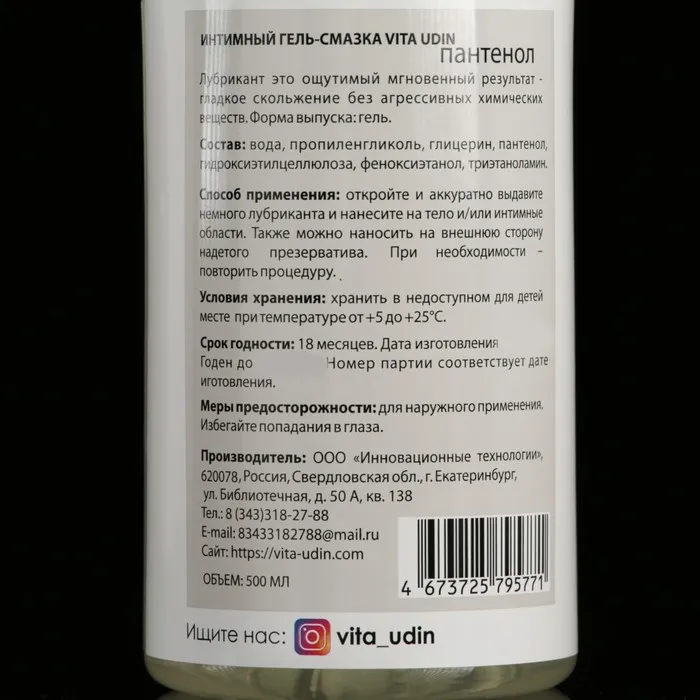 ИНТИМНЫЙ ГЕЛЬ-СМАЗКА VITA UDIN
пантенол
Лубрикант это ощутимый мгновенный результат -
гладкое скольжение без агрессивных химических
веществ. Форма выпуска: гель.
Состав: вода, пропиленгликоль, глицерин, пантенол,
гидроксиэтилцеллюлоза, феноксиэтанол, триэтаноламин.
Способ применения: откройте и аккуратно выдавите
немного лубриканта и нанесите на тело и/или интимные
области. Также можно наносить на внешнюю сторону
надетого презерватива. При необходимости –
повторить процедуру.
Условия хранения: хранить в недоступном для детей
месте при температуре от +5 до +25°С.
Срок годности: 18 месяцев. Дата изготовления
Годен до Номер партии соответствует дате
иготовления.
Меры предосторожности: для наружного применения.
Избегайте попадания в глаза.
Производитель: ООО «Инновационные технологии»,
620078, Россия, Свердловская обл., г. Екатеринбург,
ул. Библиотечная, д. 50 А, кв. 138
Тел.: 8 (343)318-27-88
E-mail: 83433182788@mail.ru
Сайт: https://vita-udin.com
ОБЪЕМ: 500 МЛ
4 673725 795771
Ищите нас: vita_udin